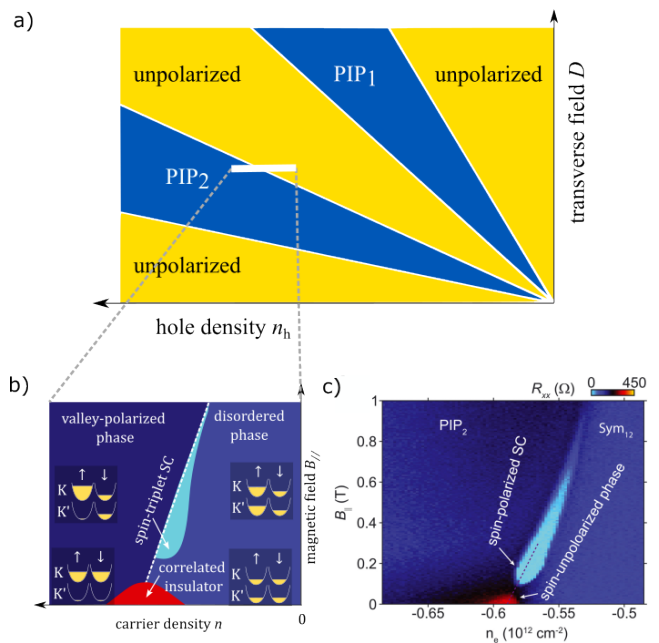 a)
unpolarized
PIP1
unpolarized
PIP2
unpolarized
transverse field D
hole density nh
b)
valley-polarized phase
disordered phase
↑ ↓
K
K'
↑ ↓
K
K'
↑ ↓
K
K'
↑ ↓
K
K'
spin-triplet SC
correlated
insulator
magnetic field B//
carrier density n
0
c)
Rxx (Ω)
0
450
PIP2
Sym12
spin-polarized SC
spin-unpoloarized phase
B∥ (T)
1
0.8
0.6
0.4
0.2
0
-0.65
-0.6
-0.55
-0.5
ne (10^12 cm-2)